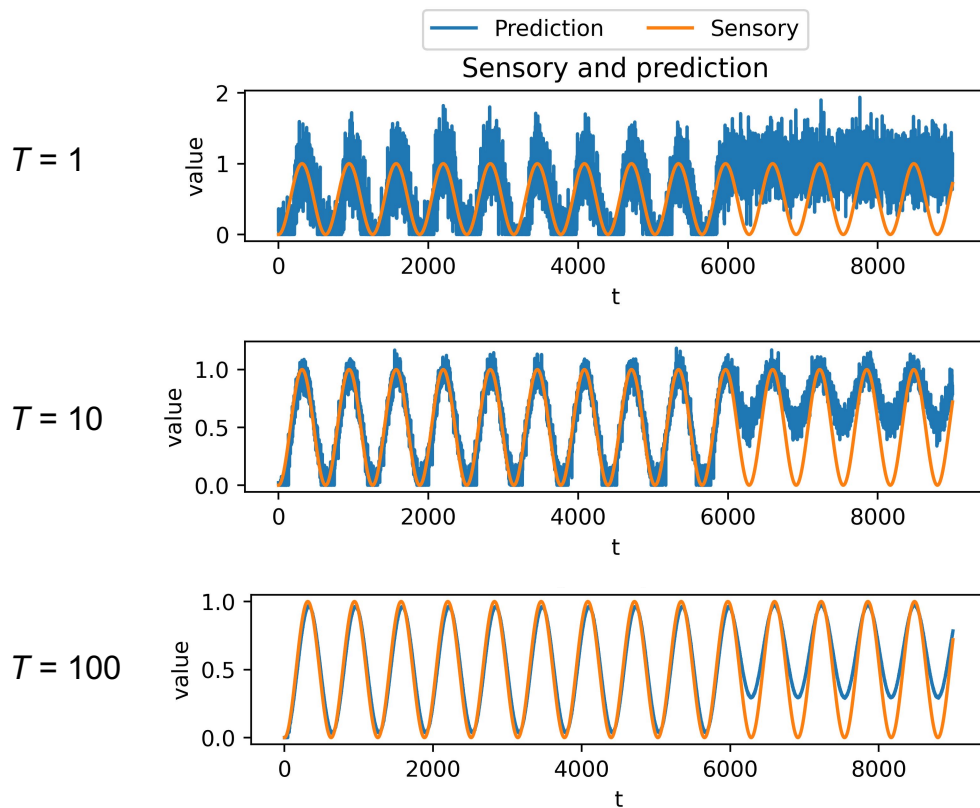 Prediction Sensory
Sensory and prediction
T = 1
value
2
1
0
0 2000 4000 6000 8000
t
T = 10
value
1.0
0.5
0.0
0 2000 4000 6000 8000
t
T = 100
value
1.0
0.5
0.0
0 2000 4000 6000 8000
t